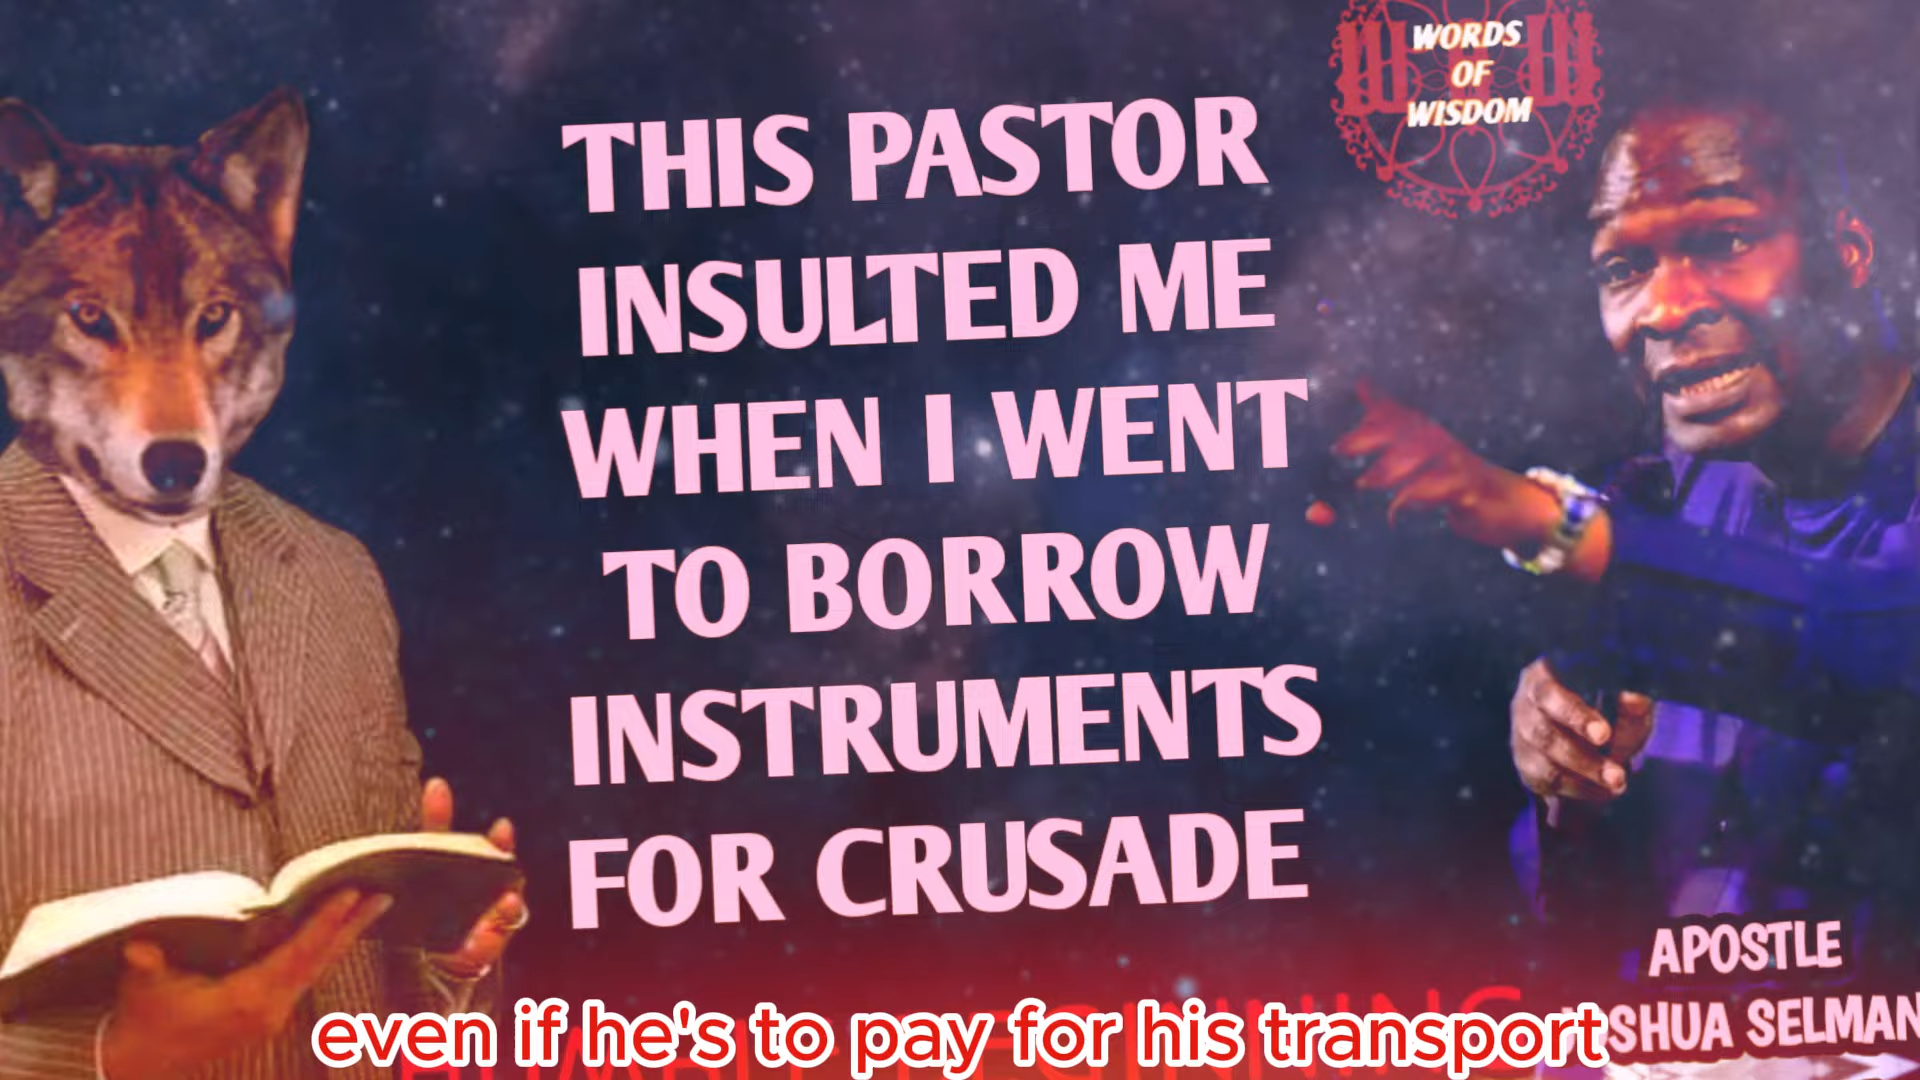 WORDS
OF
WISDOM
THIS PASTOR
INSULTED ME
WHEN I WENT
TO BORROW
INSTRUMENTS
FOR CRUSADE
APOSTLE
JOSHUA SELMAN
even if he's to pay for his transport